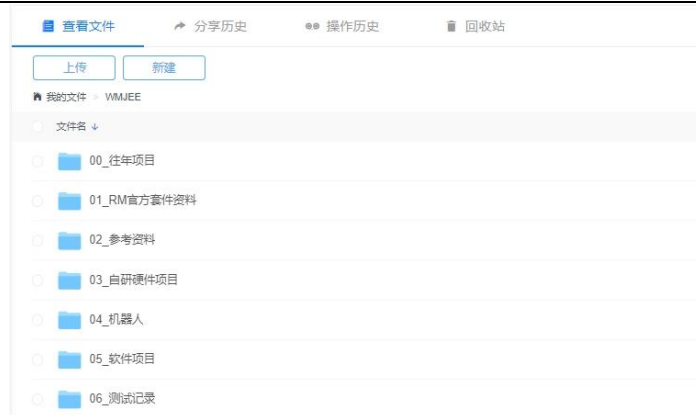 查看文件 分享历史 操作历史 回收站
上传 新建
我的文件 > WMJEE
文件名 ↓
00_往年项目
01_RM官方套件资料
02_参考资料
03_自研硬件项目
04_机器人
05_软件项目
06_测试记录